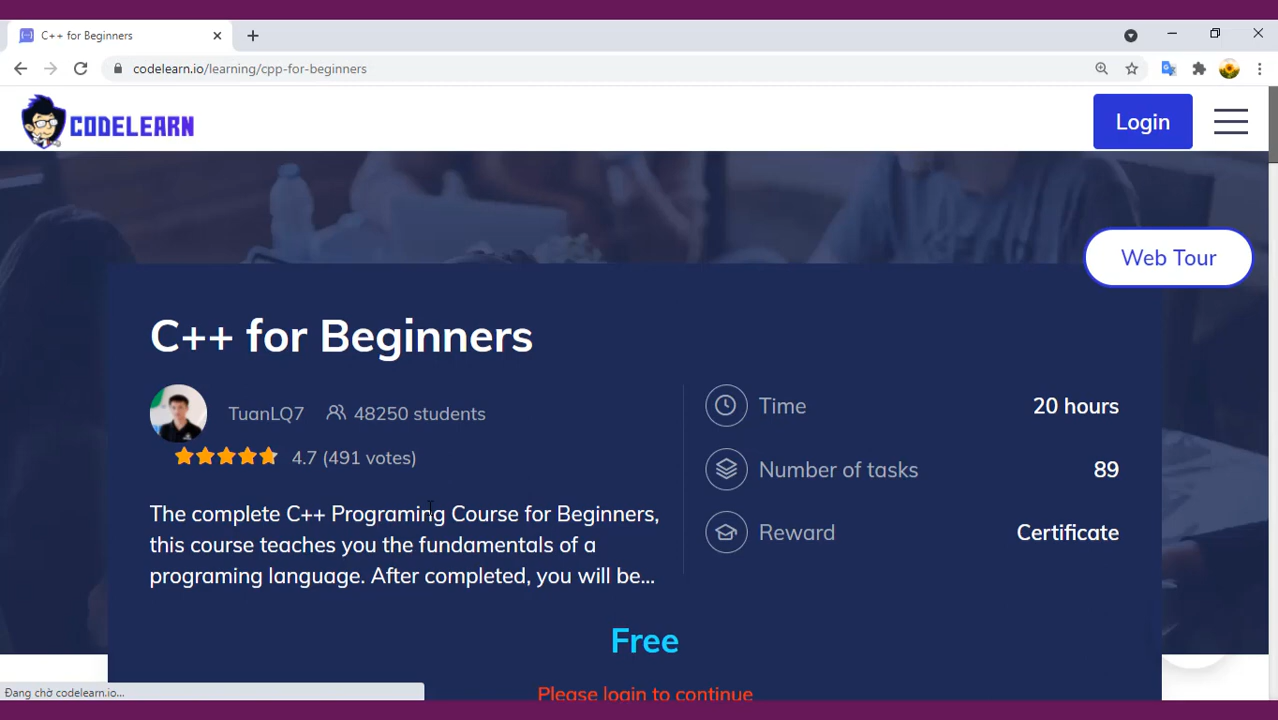 C++ for Beginners
codelearn.io/learning/cpp-for-beginners
CODELEARN
Login
Web Tour
C++ for Beginners
TuanLQ7 48250 students
4.7 (491 votes)
The complete C++ Programing Course for Beginners,
this course teaches you the fundamentals of a
programing language. After completed, you will be...
Time 20 hours
Number of tasks 89
Reward Certificate
Free
Please login to continue
Đang chờ codelearn.io...